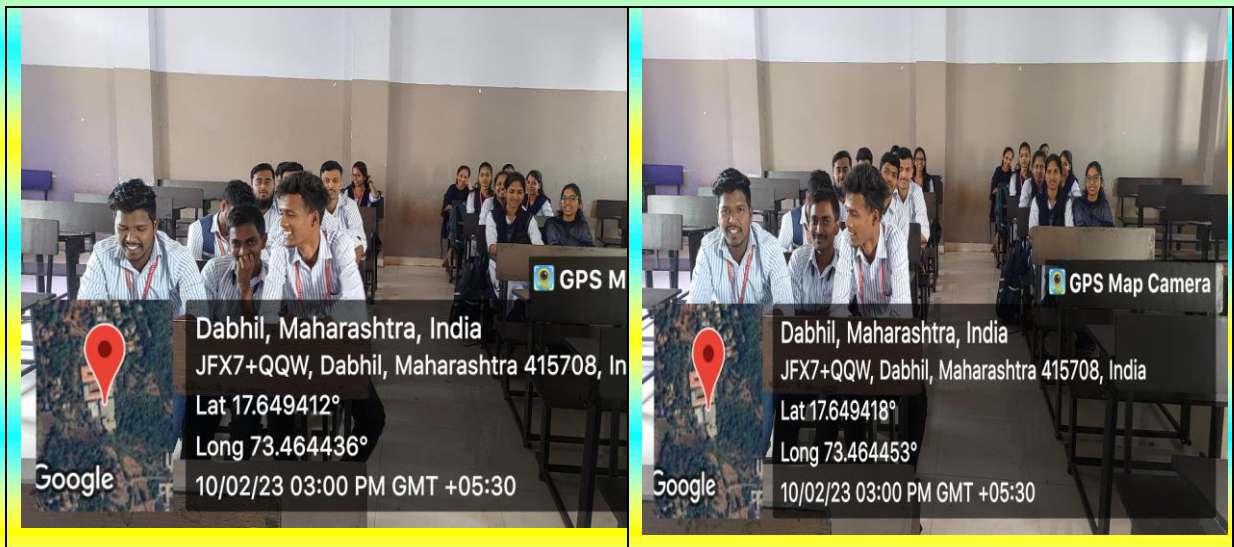 GPS M
Dabhil, Maharashtra, India
JFX7+QQW, Dabhil, Maharashtra 415708, In
Lat 17.649412°
Long 73.464436°
10/02/23 03:00 PM GMT +05:30
Google
GPS Map Camera
Dabhil, Maharashtra, India
JFX7+QQW, Dabhil, Maharashtra 415708, India
Lat 17.649418°
Long 73.464453°
10/02/23 03:00 PM GMT +05:30
Google